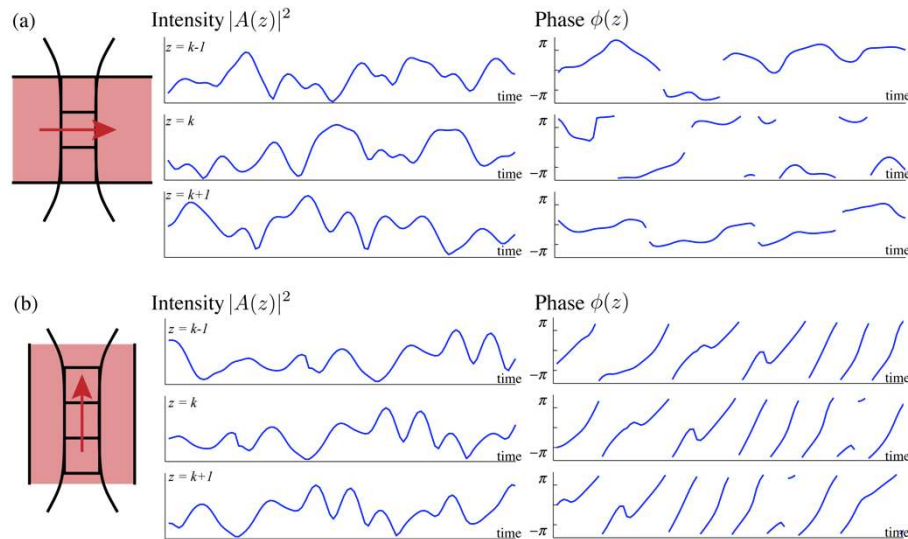 (a)
Intensity |A(z)|²
Phase ϕ(z)
z = k-1
time
π
−π
time
z = k
time
π
−π
time
z = k+1
time
π
−π
time
(b)
Intensity |A(z)|²
Phase ϕ(z)
z = k-1
time
π
−π
time
z = k
time
π
−π
time
z = k+1
time
π
−π
time